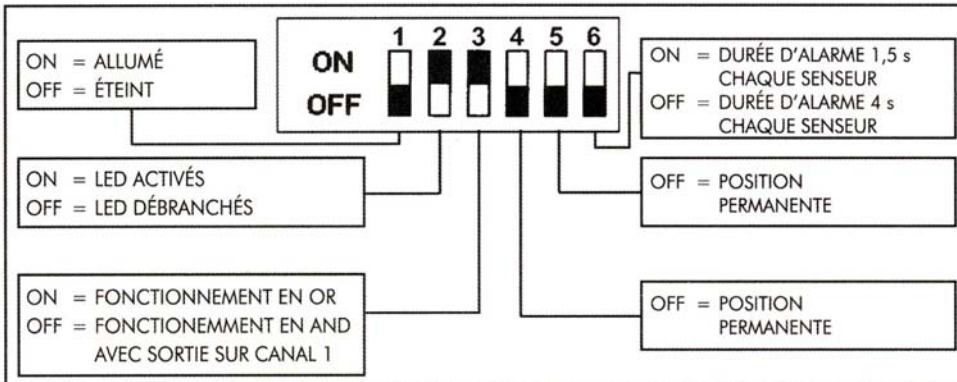 1 2 3 4 5 6
ON
OFF
ON = ALLUMÉ
OFF = ÉTEINT
ON = LED ACTIVÉS
OFF = LED DÉBRANCHÉS
ON = FONCTIONNEMENT EN OR
OFF = FONCTIONEMMENT EN AND
AVEC SORTIE SUR CANAL 1
ON = DURÉE D'ALARME 1,5 s
CHAQUE SENSEUR
OFF = DURÉE D'ALARME 4 s
CHAQUE SENSEUR
OFF = POSITION
PERMANENTE
OFF = POSITION
PERMANENTE